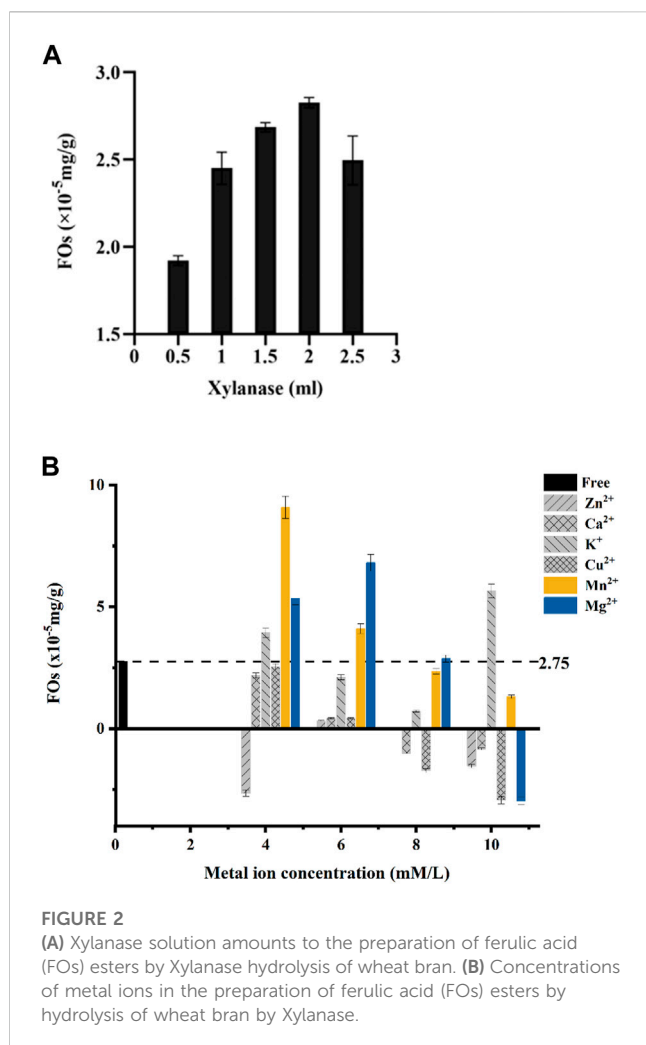 A
FOs (×10⁻⁵mg/g)
3.0
2.5
2.0
1.5
0 0.5 1 1.5 2 2.5 3
Xylanase (ml)
B
FOs (x10⁻⁵mg/g)
10
5
0
2.75
Free
Zn²⁺
Ca²⁺
K⁺
Cu²⁺
Mn²⁺
Mg²⁺
0 2 4 6 8 10
Metal ion concentration (mM/L)
FIGURE 2
(A) Xylanase solution amounts to the preparation of ferulic acid
(FOs) esters by Xylanase hydrolysis of wheat bran. (B) Concentrations
of metal ions in the preparation of ferulic acid (FOs) esters by
hydrolysis of wheat bran by Xylanase.